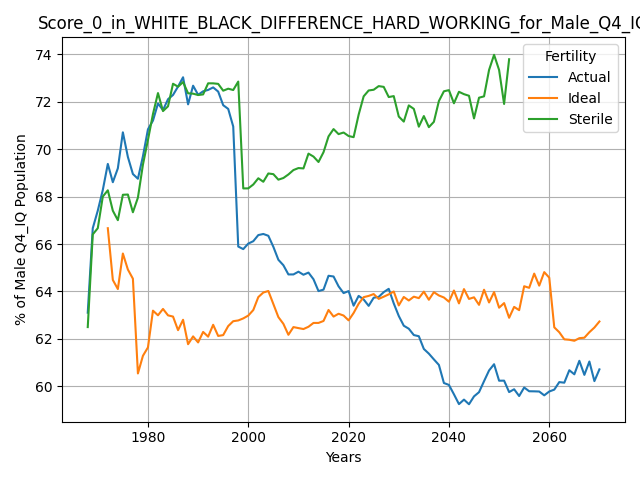 Score_0_in_WHITE_BLACK_DIFFERENCE_HARD_WORKING_for_Male_Q4_IQ
Fertility
Actual
Ideal
Sterile
% of Male Q4_IQ Population
74
72
70
68
66
64
62
60
1980
2000
2020
2040
2060
Years